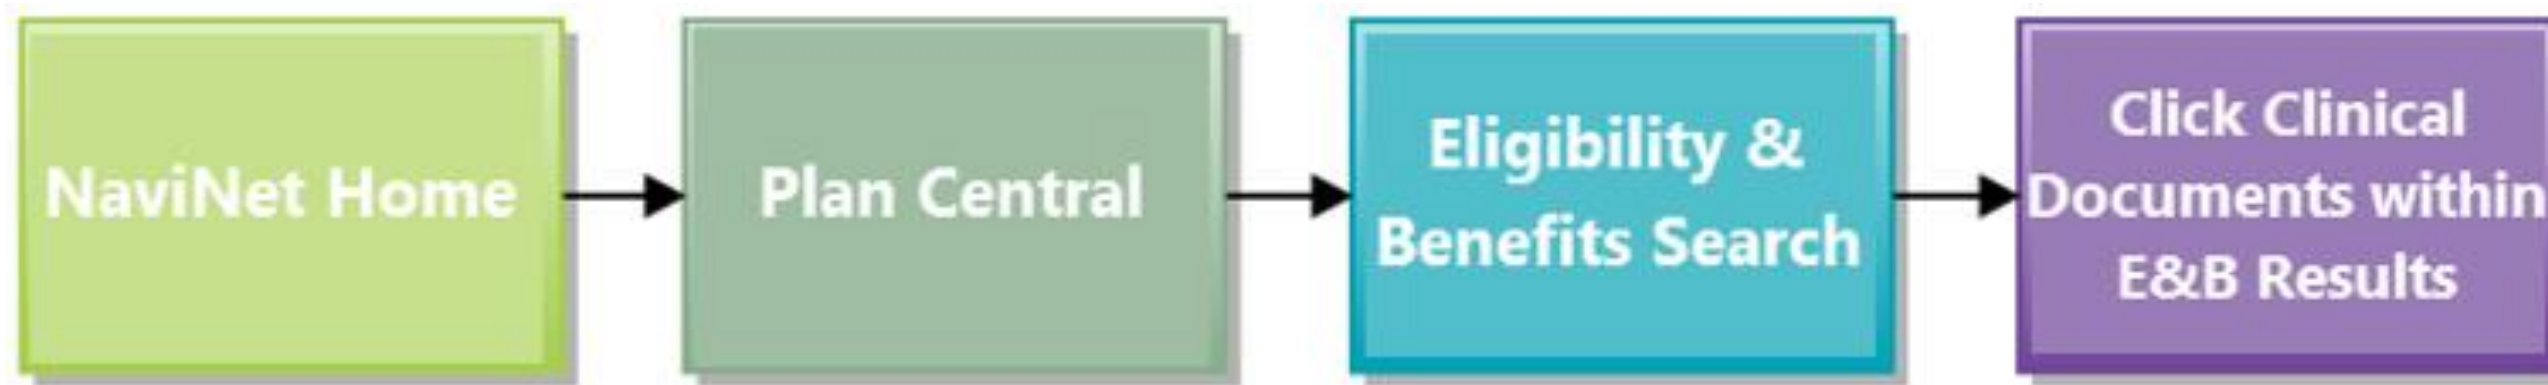 NaviNet Home
Plan Central
Eligibility &
Benefits Search
Click Clinical
Documents within
E&B Results